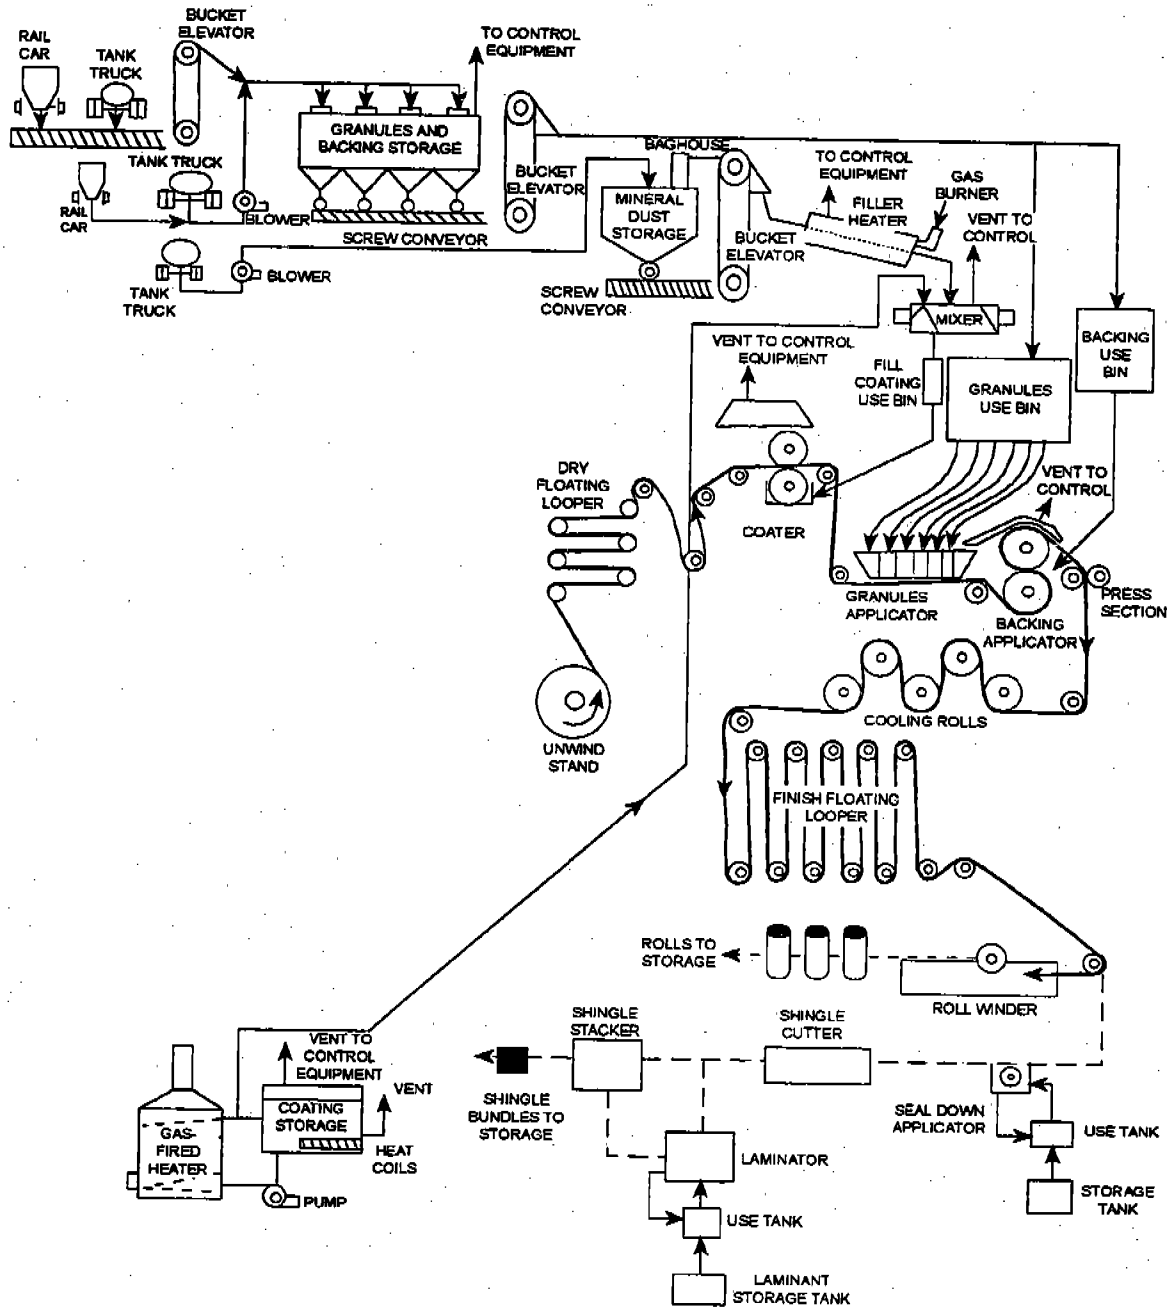 BUCKET
ELEVATOR
RAIL
CAR
TANK
TRUCK
TO CONTROL
EQUIPMENT
GRANULES AND
BACKING STORAGE
TANK TRUCK
RAIL
CAR
BLOWER
SCREW CONVEYOR
BUCKET
ELEVATOR
BAGHOUSE
MINERAL
DUST
STORAGE
TANK
TRUCK
BLOWER
SCREW
CONVEYOR
BUCKET
ELEVATOR
TO CONTROL
EQUIPMENT
FILLER
HEATER
GAS
BURNER
VENT TO
CONTROL
MIXER
BACKING
USE
BIN
VENT TO CONTROL
EQUIPMENT
FILL
COATING
USE BIN
GRANULES
USE BIN
DRY
FLOATING
LOOPER
COATER
VENT TO
CONTROL
GRANULES
APPLICATOR
BACKING
APPLICATOR
PRESS
SECTION
UNWIND
STAND
COOLING ROLLS
FINISH FLOATING
LOOPER
ROLLS TO
STORAGE
ROLL WINDER
SHINGLE
STACKER
SHINGLE
CUTTER
VENT TO
CONTROL
EQUIPMENT
VENT
COATING
STORAGE
HEAT
COILS
GAS-
FIRED
HEATER
PUMP
SHINGLE
BUNDLES TO
STORAGE
LAMINATOR
USE TANK
LAMINANT
STORAGE TANK
SEAL DOWN
APPLICATOR
USE TANK
STORAGE
TANK